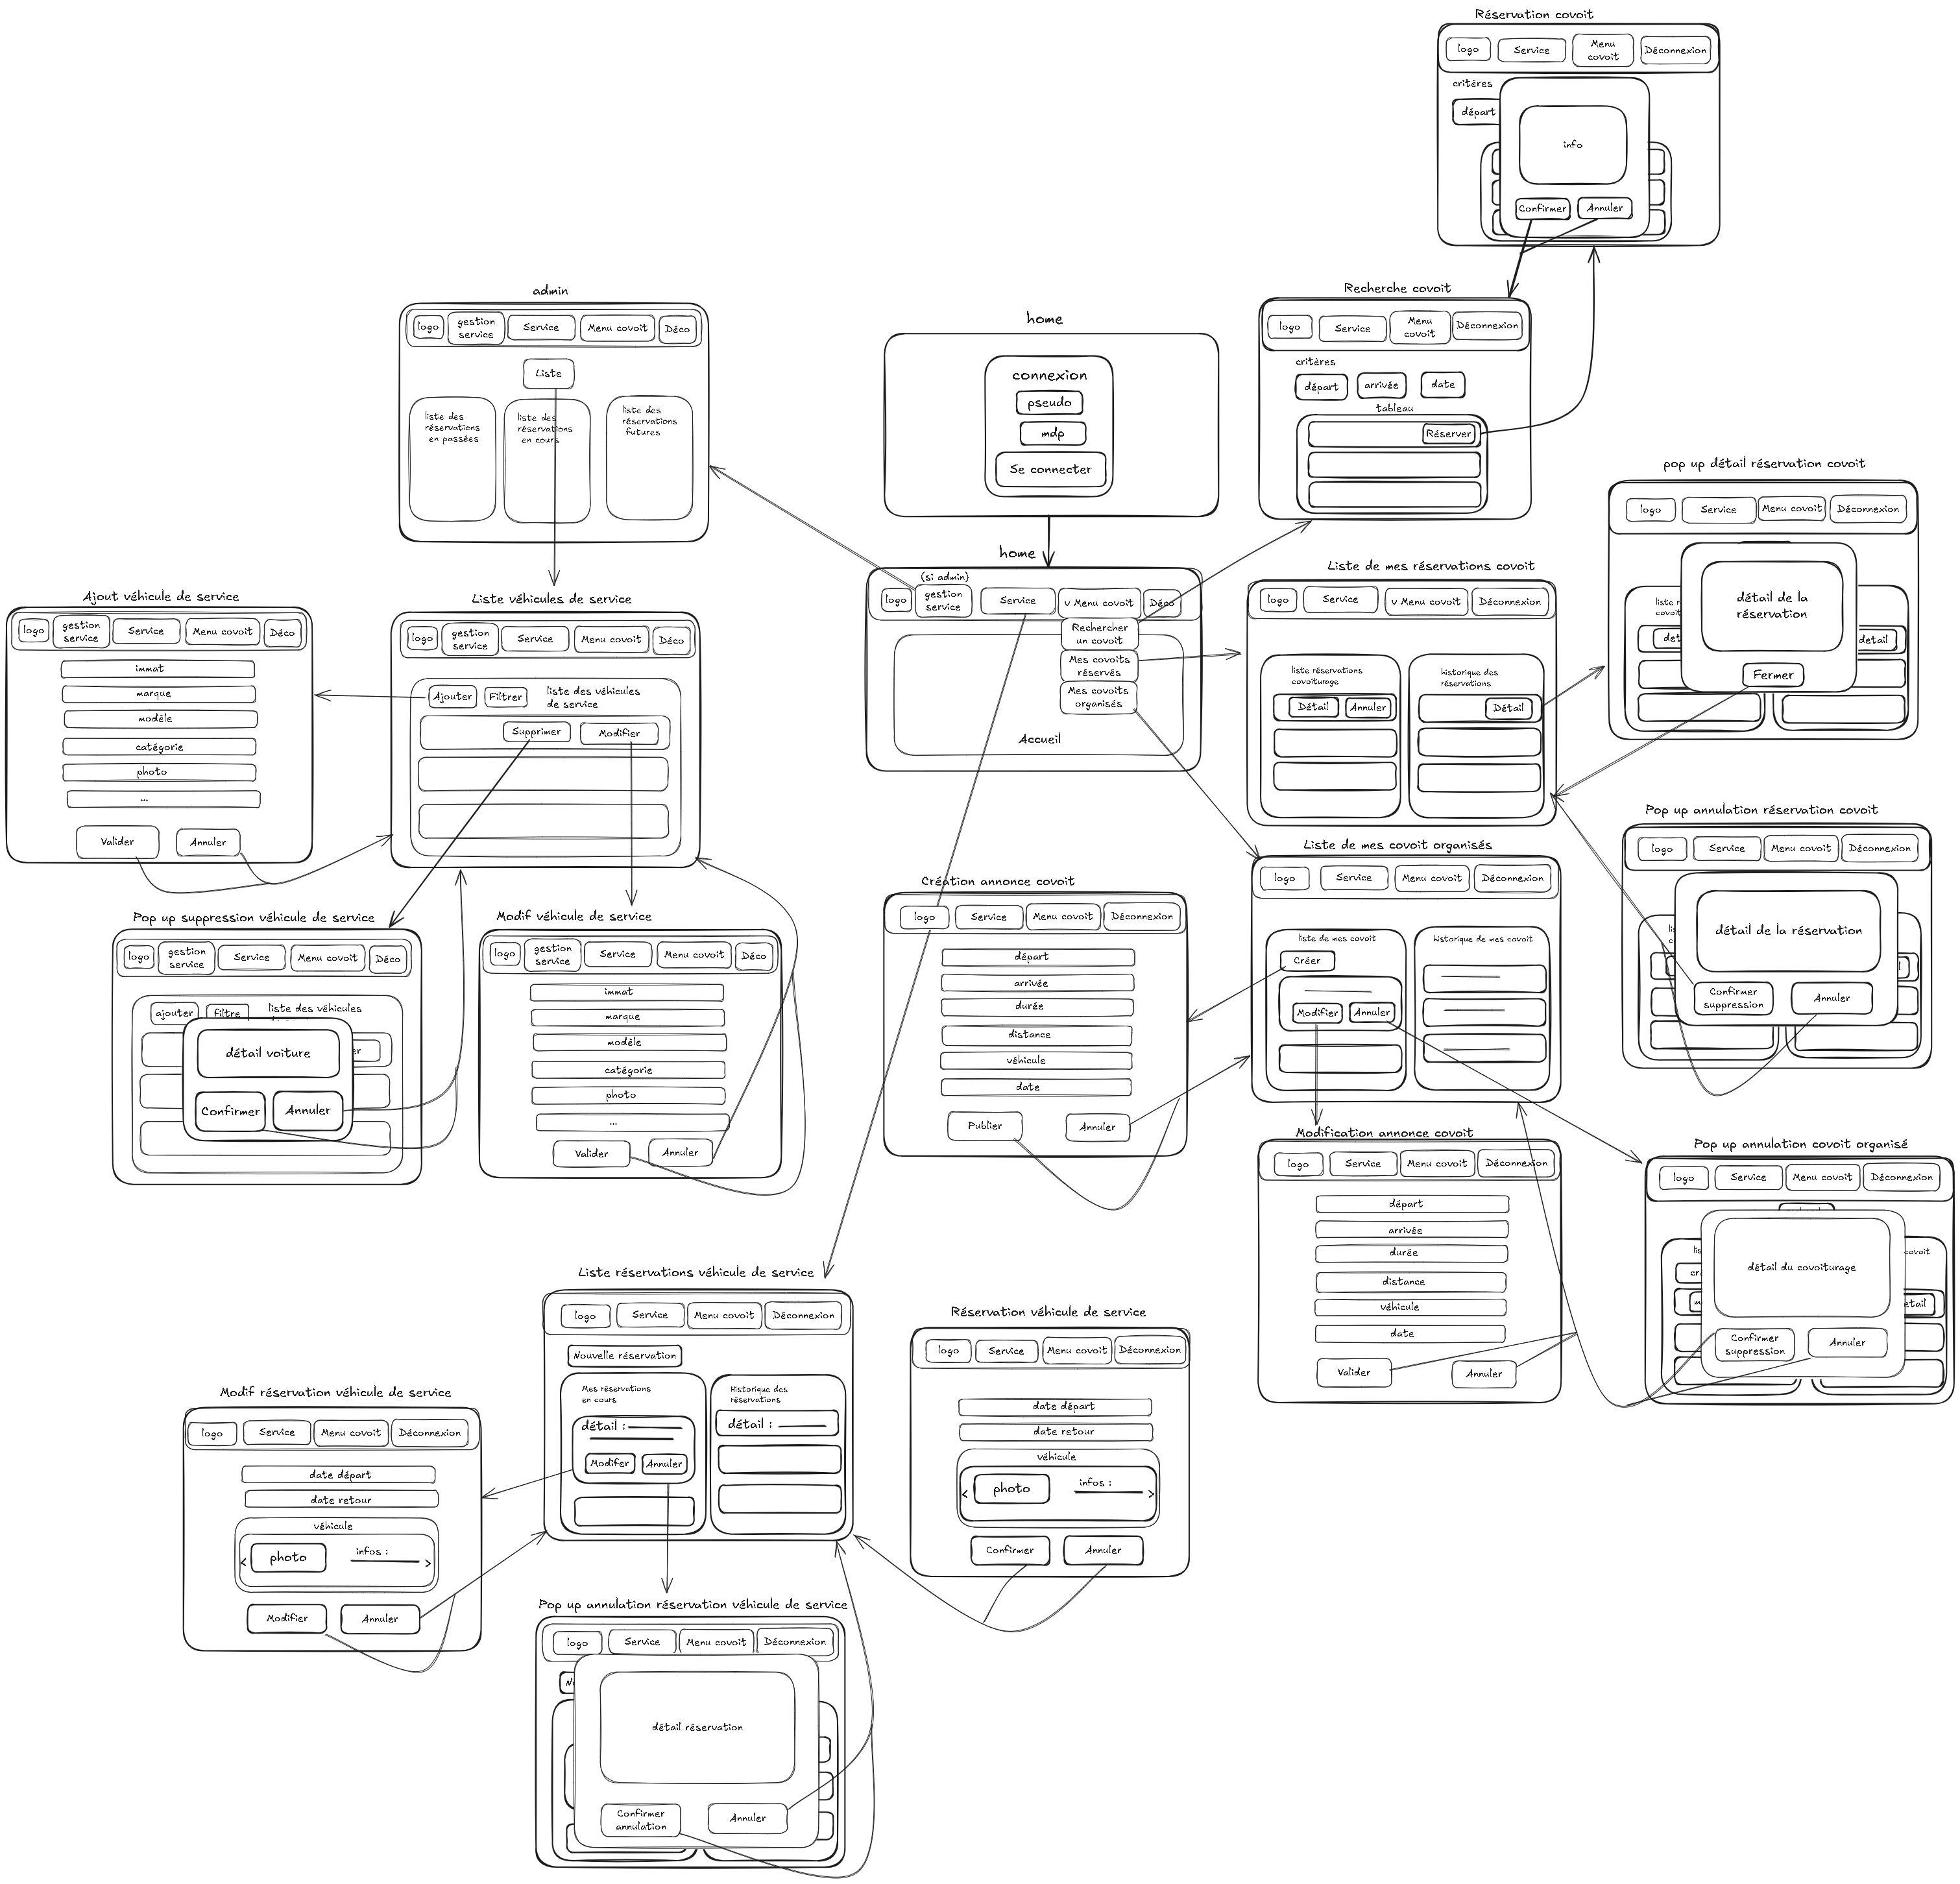 Réservation covoit
logo
Service
Menu
covoit
Déconnexion
critères
départ
info
Confirmer
Annuler
admin
logo
gestion
service
Service
Menu covoit
Déco
Liste
liste des
réservations
en passées
liste des
réservations
en cours
liste des
réservations
futures
home
connexion
pseudo
mdp
Se connecter
Recherche covoit
logo
Service
Menu
covoit
Déconnexion
critères
départ
arrivée
date
tableau
Réserver
pop up détail réservation covoit
logo
Service
Menu covoit
Déconnexion
détail de la
réservation
detail
Fermer
home
(si admin)
logo
gestion
service
Service
v Menu covoit
Déco
Rechercher
un covoit
Mes covoits
réservés
Mes covoits
organisés
Accueil
Liste de mes réservations covoit
logo
Service
v Menu covoit
Déconnexion
liste réservations
covoiturage
Détail
Annuler
historique des
réservations
Détail
Ajout véhicule de service
logo
gestion
service
Service
Menu covoit
Déco
immat
marque
modèle
catégorie
photo
...
Valider
Annuler
Liste véhicules de service
logo
gestion
service
Service
Menu covoit
Déco
Ajouter
Filtrer
liste des véhicules
de service
Supprimer
Modifier
Pop up annulation réservation covoit
logo
Service
Menu covoit
Déconnexion
détail de la réservation
Confirmer
suppression
Annuler
Liste de mes covoit organisés
logo
Service
Menu covoit
Déconnexion
liste de mes covoit
Créer
Modifier
Annuler
historique de mes covoit
Création annonce covoit
logo
Service
Menu covoit
Déconnexion
départ
arrivée
durée
distance
véhicule
date
Publier
Annuler
Pop up suppression véhicule de service
logo
gestion
service
Service
Menu covoit
Déco
ajouter
filtre
liste des véhicules
détail voiture
er
Confirmer
Annuler
Modif véhicule de service
logo
gestion
service
Service
Menu covoit
Déco
immat
marque
modèle
catégorie
photo
...
Valider
Annuler
Modification annonce covoit
logo
Service
Menu covoit
Déconnexion
départ
arrivée
durée
distance
véhicule
date
Valider
Annuler
Pop up annulation covoit organisé
logo
Service
Menu covoit
Déconnexion
covoit
détail du covoiturage
etail
Confirmer
suppression
Annuler
Liste réservations véhicule de service
logo
Service
Menu covoit
Déconnexion
Nouvelle réservation
Mes réservations
en cours
détail :
Modifer
Annuler
Historique des
réservations
détail :
Réservation véhicule de service
logo
Service
Menu covoit
Déconnexion
date départ
date retour
véhicule
<
photo
infos :
>
Confirmer
Annuler
Modif réservation véhicule de service
logo
Service
Menu covoit
Déconnexion
date départ
date retour
véhicule
<
photo
infos :
>
Modifier
Annuler
Pop up annulation réservation véhicule de service
logo
Service
Menu covoit
Déconnexion
détail réservation
Confirmer
annulation
Annuler